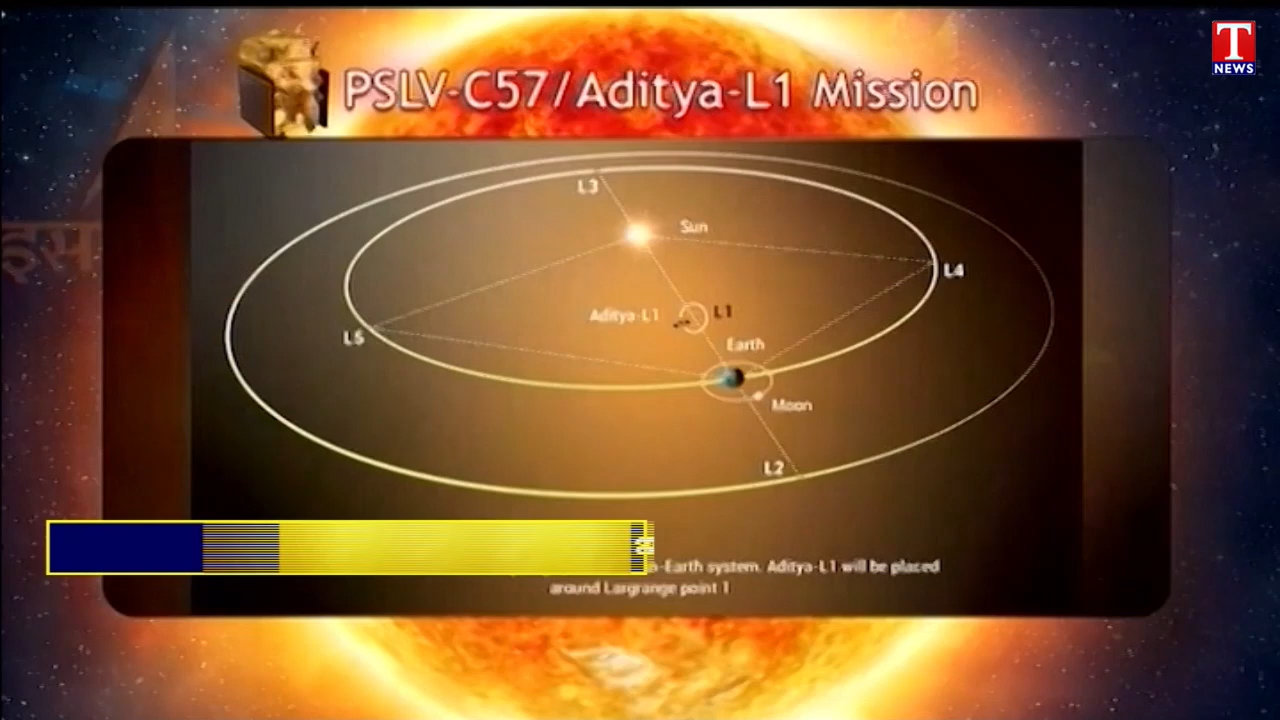 T
NEWS
PSLV-C57/Aditya-L1 Mission
इस
L3
Sun
L4
Aditya-L1
L1
L5
Earth
Moon
L2
-Earth system. Aditya-L1 will be placed
around Largrange point 1